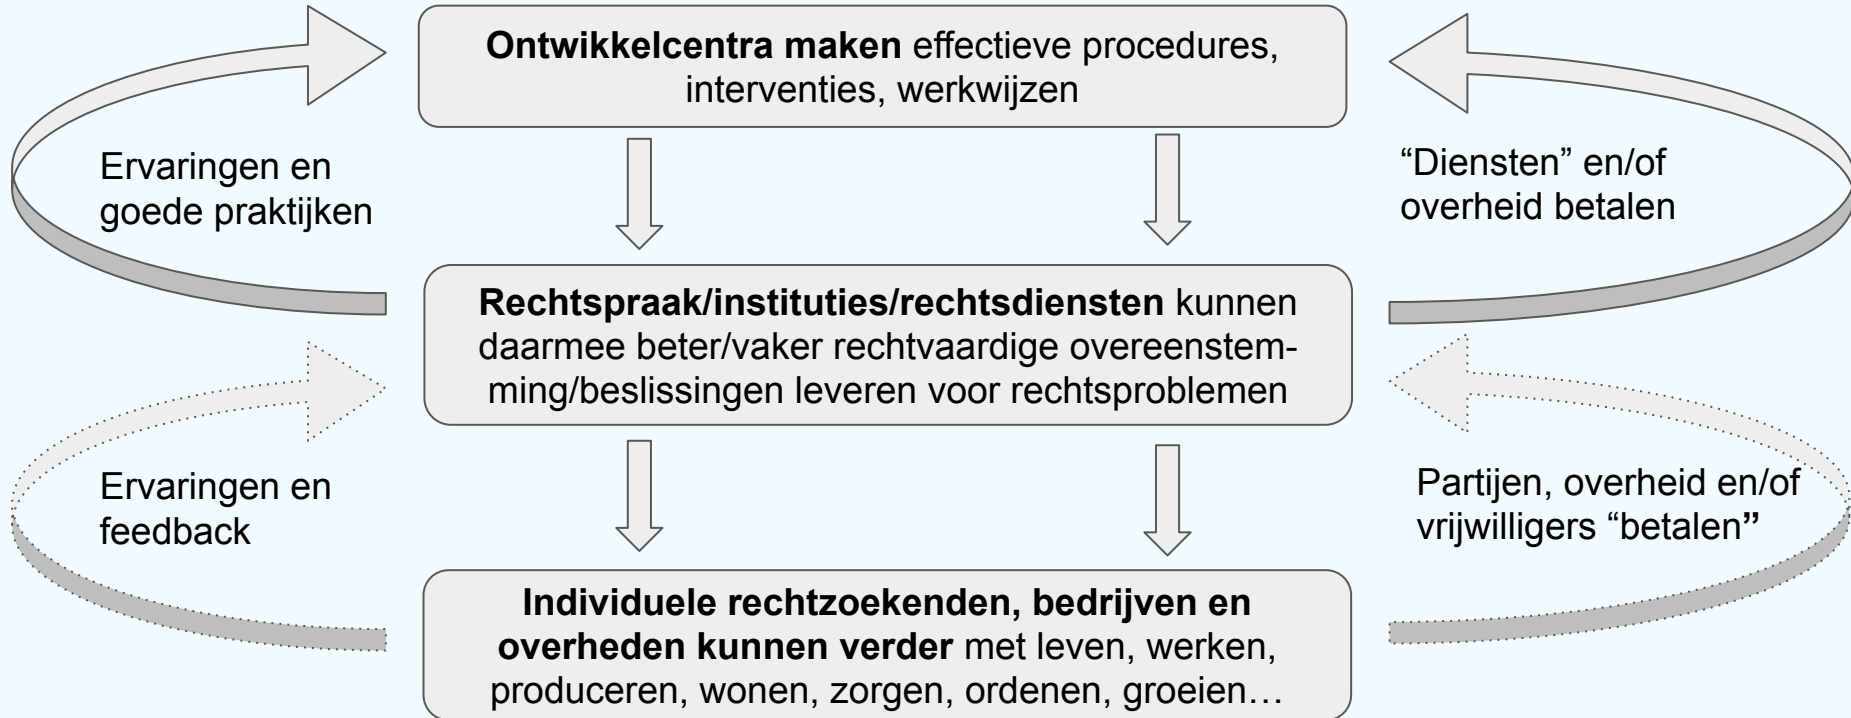 Ontwikkelcentra maken effectieve procedures,
interventies, werkwijzen
Ervaringen en
goede praktijken
“Diensten” en/of
overheid betalen
Rechtspraak/instituties/rechtsdiensten kunnen
daarmee beter/vaker rechtvaardige overeenstem-
ming/beslissingen leveren voor rechtsproblemen
Ervaringen en
feedback
Partijen, overheid en/of
vrijwilligers “betalen”
Individuele rechtzoekenden, bedrijven en
overheden kunnen verder met leven, werken,
produceren, wonen, zorgen, ordenen, groeien…